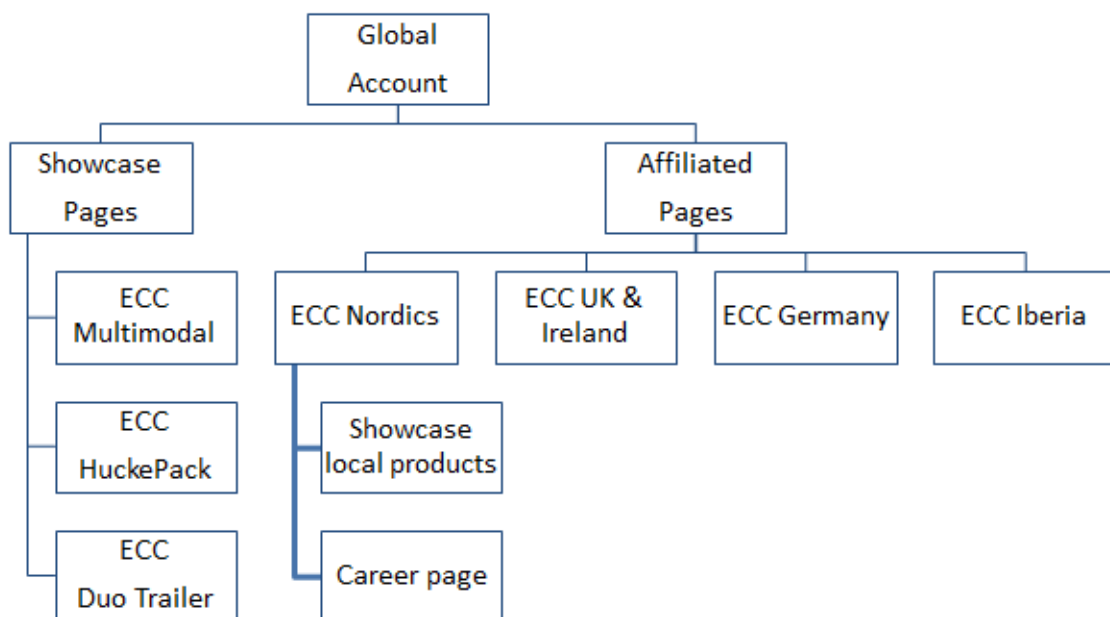 Global
Account
Showcase
Pages
Affiliated
Pages
ECC
Multimodal
ECC Nordics
ECC UK &
Ireland
ECC Germany
ECC Iberia
ECC
HuckePack
Showcase
local products
ECC
Duo Trailer
Career page